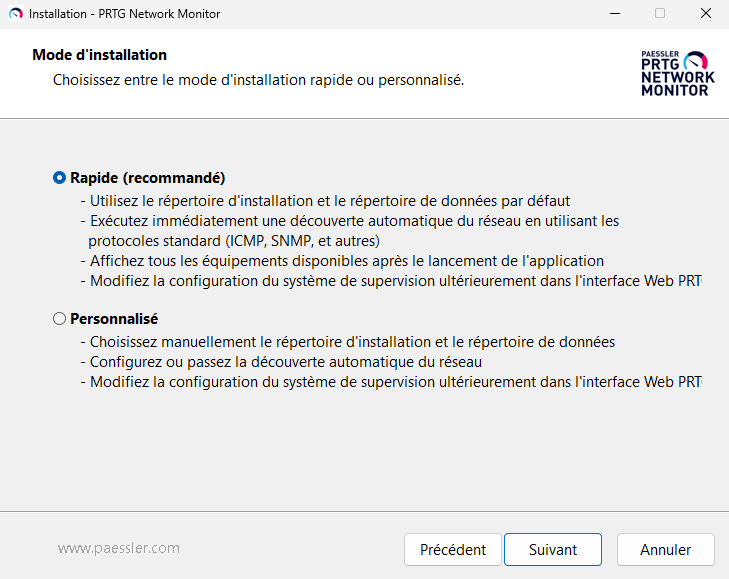 Installation - PRTG Network Monitor
Mode d'installation
Choisissez entre le mode d'installation rapide ou personnalisé.
PAESSLER
PRTG
NETWORK
MONITOR
Rapide (recommandé)
- Utilisez le répertoire d'installation et le répertoire de données par défaut
- Exécutez immédiatement une découverte automatique du réseau en utilisant les
protocoles standard (ICMP, SNMP, et autres)
- Affichez tous les équipements disponibles après le lancement de l'application
- Modifiez la configuration du système de supervision ultérieurement dans l'interface Web PRT
Personnalisé
- Choisissez manuellement le répertoire d'installation et le répertoire de données
- Configurez ou passez la découverte automatique du réseau
- Modifiez la configuration du système de supervision ultérieurement dans l'interface Web PRT
www.paessler.com
Précédent
Suivant
Annuler